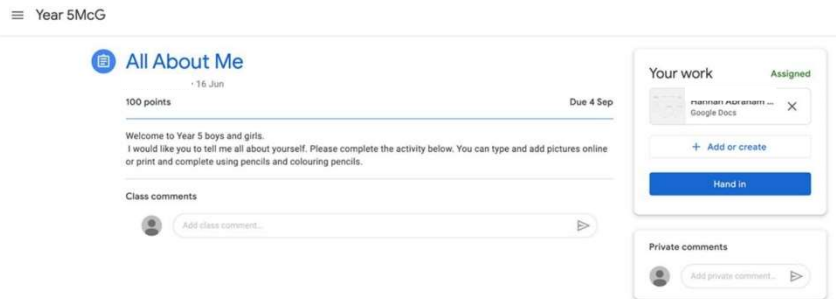 Year 5McG
All About Me
· 16 Jun
100 points
Due 4 Sep
Welcome to Year 5 boys and girls.
I would like you to tell me all about yourself. Please complete the activity below. You can type and add pictures online
or print and complete using pencils and colouring pencils.
Class comments
Add class comment...
Your work
Assigned
Hannah Abraham ...
Google Docs
+ Add or create
Hand in
Private comments
Add private comment...